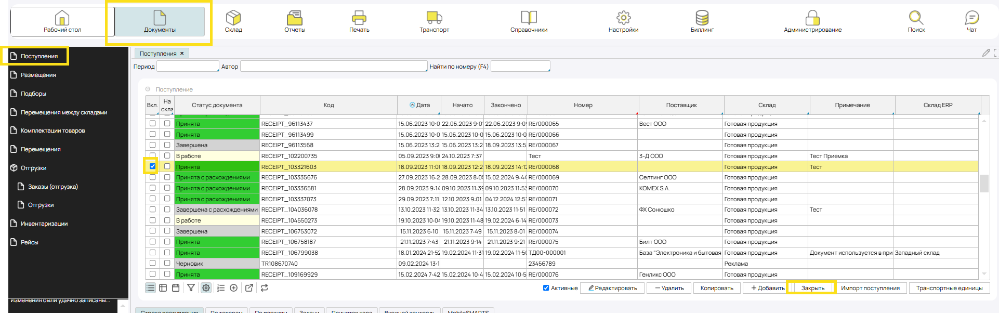 Рабочий стол
Документы
Склад
Отчеты
Печать
Транспорт
Справочники
Настройки
Биллинг
Администрирование
Поиск
Чат
Поступления
Размещения
Подборы
Перемещения между складами
Комплектации товаров
Перемещения
Отгрузки
Заказы (отгрузка)
Отгрузки
Инвентаризации
Рейсы
Изменения были удачно записаны...
Поступления ×
Период Автор Найти по номеру (F4)
Поступление
Вкл. На скла Статус документа Код Дата Начато Закончено Номер Поставщик Склад Примечание Склад ERP
Принята RECEIPT_96113437 15.06.2023 10:0 22.06.2023 9:01 22.06.2023 9:0 RE/000065 Вест ООО Готовая продукция
Принята RECEIPT_96113499 15.06.2023 10:0 15.06.2023 10:0 15.06.2023 10:0 RE/000066 Готовая продукция
Завершена RECEIPT_96113568 15.06.2023 13:2 15.06.2023 13:2 18.09.2023 13:5 RE/000067 Готовая продукция
В работе RECEIPT_102200735 05.09.2023 9:0 24.10.2023 7:37 Тест 3-Д ООО Готовая продукция Тест Приемка
Принята RECEIPT_103321603 18.09.2023 11:0 18.09.2023 12:2 18.09.2023 14:12 RE/000068 Готовая продукция Тест
Принята с расхождениями RECEIPT_103335676 27.09.2023 16:2 28.09.2023 8:0 15.02.2024 9:44 RE/000069 Селтинг ООО Готовая продукция
Принята с расхождениями RECEIPT_103336581 28.09.2023 9:14 09.10.2023 11:39 09.10.2023 11:53 RE/000070 KOMEX S.A. Готовая продукция
Принята с расхождениями RECEIPT_103337073 29.09.2023 7:11 12.10.2023 9:01 04.12.2024 12:5 RE/000071 Готовая продукция
Завершена с расхождениями RECEIPT_104036078 13.10.2023 11:32 13.10.2023 11:34 13.10.2023 11:51 RE/000072 ФХ Сонюшко Готовая продукция Тест
В работе RECEIPT_104550273 19.10.2023 10:04 19.10.2023 11:48 19.02.2024 6:14 RE/000073 Готовая продукция
Завершена RECEIPT_106753072 15.11.2023 6:10 15.11.2023 7:49 15.11.2023 8:01 RE/000074 Готовая продукция
Принята RECEIPT_106758187 21.11.2023 7:43 21.11.2023 9:14 21.11.2023 9:21 RE/000075 Билт ООО Готовая продукция
Принята RECEIPT_106799038 18.01.2024 21:52 19.02.2024 11:31 19.02.2024 11:50 ТД00-000001 База "Электроника и бытовая Готовая продукция Документ используется в при Западный склад
Черновик TR108670740 09.02.2024 13:1 23456789 Реклама
Принята RECEIPT_109169929 15.02.2024 7:42 15.02.2024 10:4 15.02.2024 10:5 RE/000076 Генликс ООО Готовая продукция
Активные Редактировать Удалить Копировать Добавить Закрыть Импорт поступления Транспортные единицы
Строка поступления По товарам По партиям Задачи Принятая тара Входной контроль MobileSMARTS